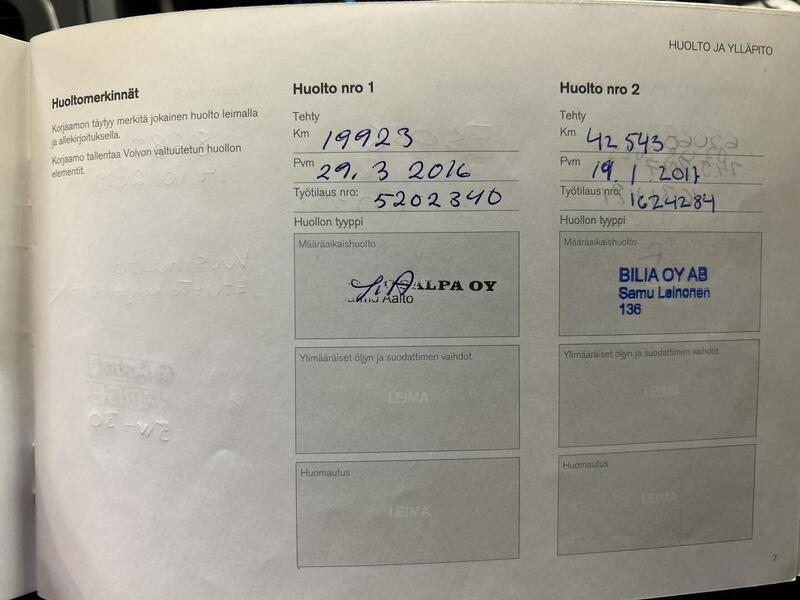 HUOLTO JA YLLÄPITO
Huoltomerkinnät
Korjaamon täytyy merkitä jokainen huolto leimalla
ja allekirjoituksella.
Korjaamo tallentaa Volvon valtuutetun huollon
elementit.
Huolto nro 1
Tehty
Km 19923
Pvm 29.3 2016
Työtilaus nro: 5202340
Huollon tyyppi
Määräaikaishuolto
ALPA OY
Aalto
Ylimääräiset öljyn ja suodattimen vaihdot
LEIMA
Huomautus
LEIMA
Huolto nro 2
Tehty
Km 42543
Pvm 19.1.2017
Työtilaus nro: 1624284
Huollon tyyppi
Määräaikaishuolto
BILIA OY AB
Samu Leinonen
136
Ylimääräiset öljyn ja suodattimen vaihdot
LEIMA
Huomautus
LEIMA
7